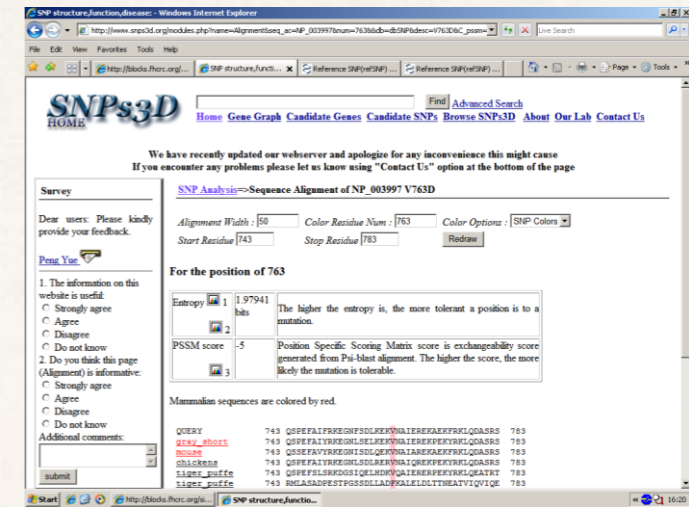 SNP structure,function,disease: - Windows Internet Explorer
http://www.snps3d.org/modules.php?name=Alignment&seq_ac=NP_003997&num=763&db=dbSNP&desc=V763D&C_pssm=
Live Search
File Edit View Favorites Tools Help
http://blocks.fhcrc.org/... SNP structure,functi... Reference SNP(refSNP) ... Reference SNP(refSNP) ... Page Tools
SNPs3D
HOME
Find Advanced Search
Home Gene Graph Candidate Genes Candidate SNPs Browse SNPs3D About Our Lab Contact Us
We have recently updated our webserver and apologize for any inconvenience this might cause
If you encounter any problems please let us know using "Contact Us" option at the bottom of the page
Survey
Dear users: Please kindly
provide your feedback.
Peng Yue
1. The information on this
website is useful:
Strongly agree
Agree
Disagree
Do not know
2. Do you think this page
(Alignment) is informative:
Strongly agree
Agree
Disagree
Do not know
Additional comments:
submit
SNP Analysis=>Sequence Alignment of NP_003997 V763D
Alignment Width : 50 Color Residue Num : 763 Color Options : SNP Colors
Start Residue 743 Stop Residue 783 Redraw
For the position of 763
Entropy 1 1.97941 bits The higher the entropy is, the more tolerant a position is to a
2 mutation.
PSSM score -5 Position Specific Scoring Matrix score is exchangeability score
generated from Psi-blast alignment. The higher the score, the more
3 likely the mutation is tolerable.
Mammalian sequences are colored by red.
QUERY 743 QSPEFAIFRKEGNFSDLKEKVNAIEREKAEKFRKLQDASRS 783
gray_short 743 QSPEFAIYRKEGNLSELKEKVNAIEREKPEKYRKLQDASRS 783
mouse 743 QSSEFAVYRKEGNISDLQEKVNAIAREKAEKFRKLQDASRS 783
chickens 743 QSPEFAIYRKEGNLSDLRERVNAIQREKPEKYRKLQDASRS 783
tiger_puffe 743 QSPEFSLSRKDGSIQELHDKVQAIERERPEKYRKLQEATRT 783
tiger_puffe 743 RMLASADPESTPGSSDLLADFKALELDLTTNEATVIQVIQE 783
Start http://blocks.fhcrc.org/si... SNP structure,functio... 16:20